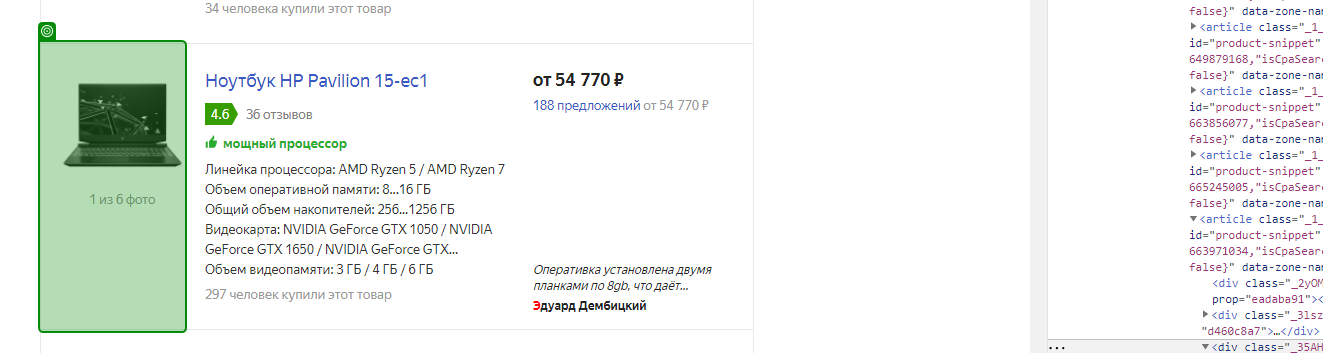 34 человека купили этот товар
Ноутбук HP Pavilion 15-ec1
4.6 36 отзывов
мощный процессор
Линейка процессора: AMD Ryzen 5 / AMD Ryzen 7
Объем оперативной памяти: 8...16 ГБ
Общий объем накопителей: 256...1256 ГБ
Видеокарта: NVIDIA GeForce GTX 1050 / NVIDIA
GeForce GTX 1650 / NVIDIA GeForce GTX...
Объем видеопамяти: 3 ГБ / 4 ГБ / 6 ГБ
297 человек купили этот товар
1 из 6 фото
от 54 770 ₽
188 предложений от 54 770 ₽
Оперативка установлена двумя
планками по 8gb, что даёт...
Эдуард Дембицкий
false}" data-zone-nam
<article class="_1_
id="product-snippet"
649879168,"isCpaSear
false}" data-zone-nam
<article class="_1_
id="product-snippet"
663856077,"isCpaSear
false}" data-zone-nam
<article class="_1_
id="product-snippet"
665245005,"isCpaSear
false}" data-zone-nam
<article class="_1_
id="product-snippet"
663971034,"isCpaSear
false}" data-zone-nam
<div class="_2yOM
prop="eadaba91"><
<div class="_3lsz
"d460c8a7">…</div>
... <div class="_35AH